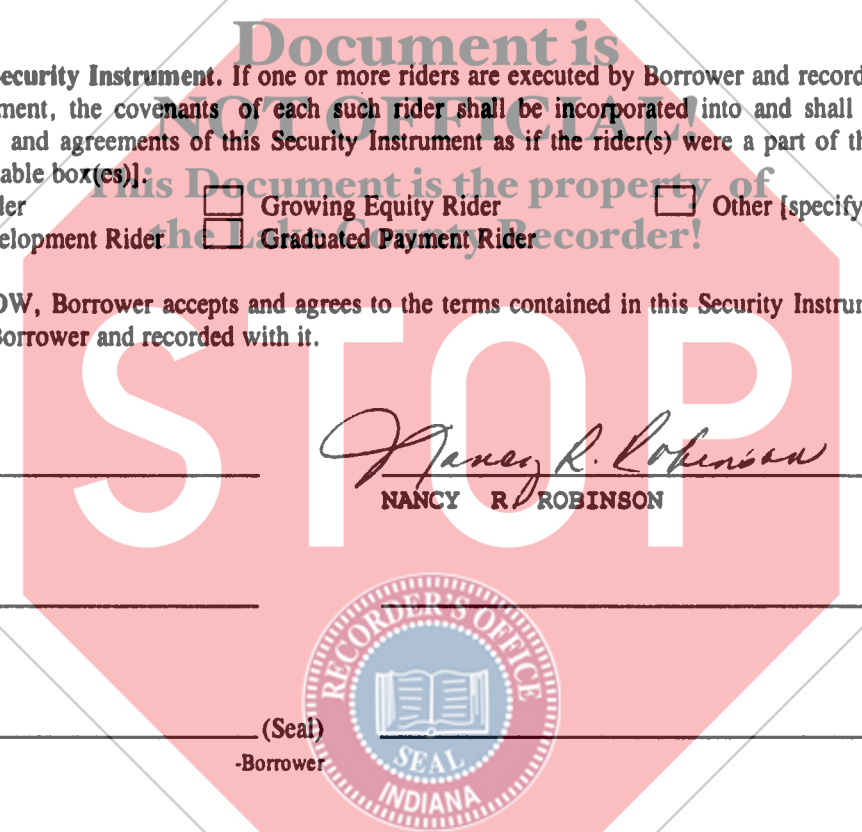 Document is
ecurity Instrument. If one or more riders are executed by Borrower and record
ment, the covenants of each such rider shall be incorporated into and shall
NOT OFFICIAL!
and agreements of this Security Instrument as if the rider(s) were a part of th
able box(es)].
This Document is the property of
der Growing Equity Rider Other [specify
the Lake County Recorder!
elopment Rider Graduated Payment Rider
OW, Borrower accepts and agrees to the terms contained in this Security Instrum
Borrower and recorded with it.
STOP
Nancy R. Robinson
NANCY R ROBINSON
RECORDER'S OFFICE
(Seal)
-Borrower
SEAL
INDIANA